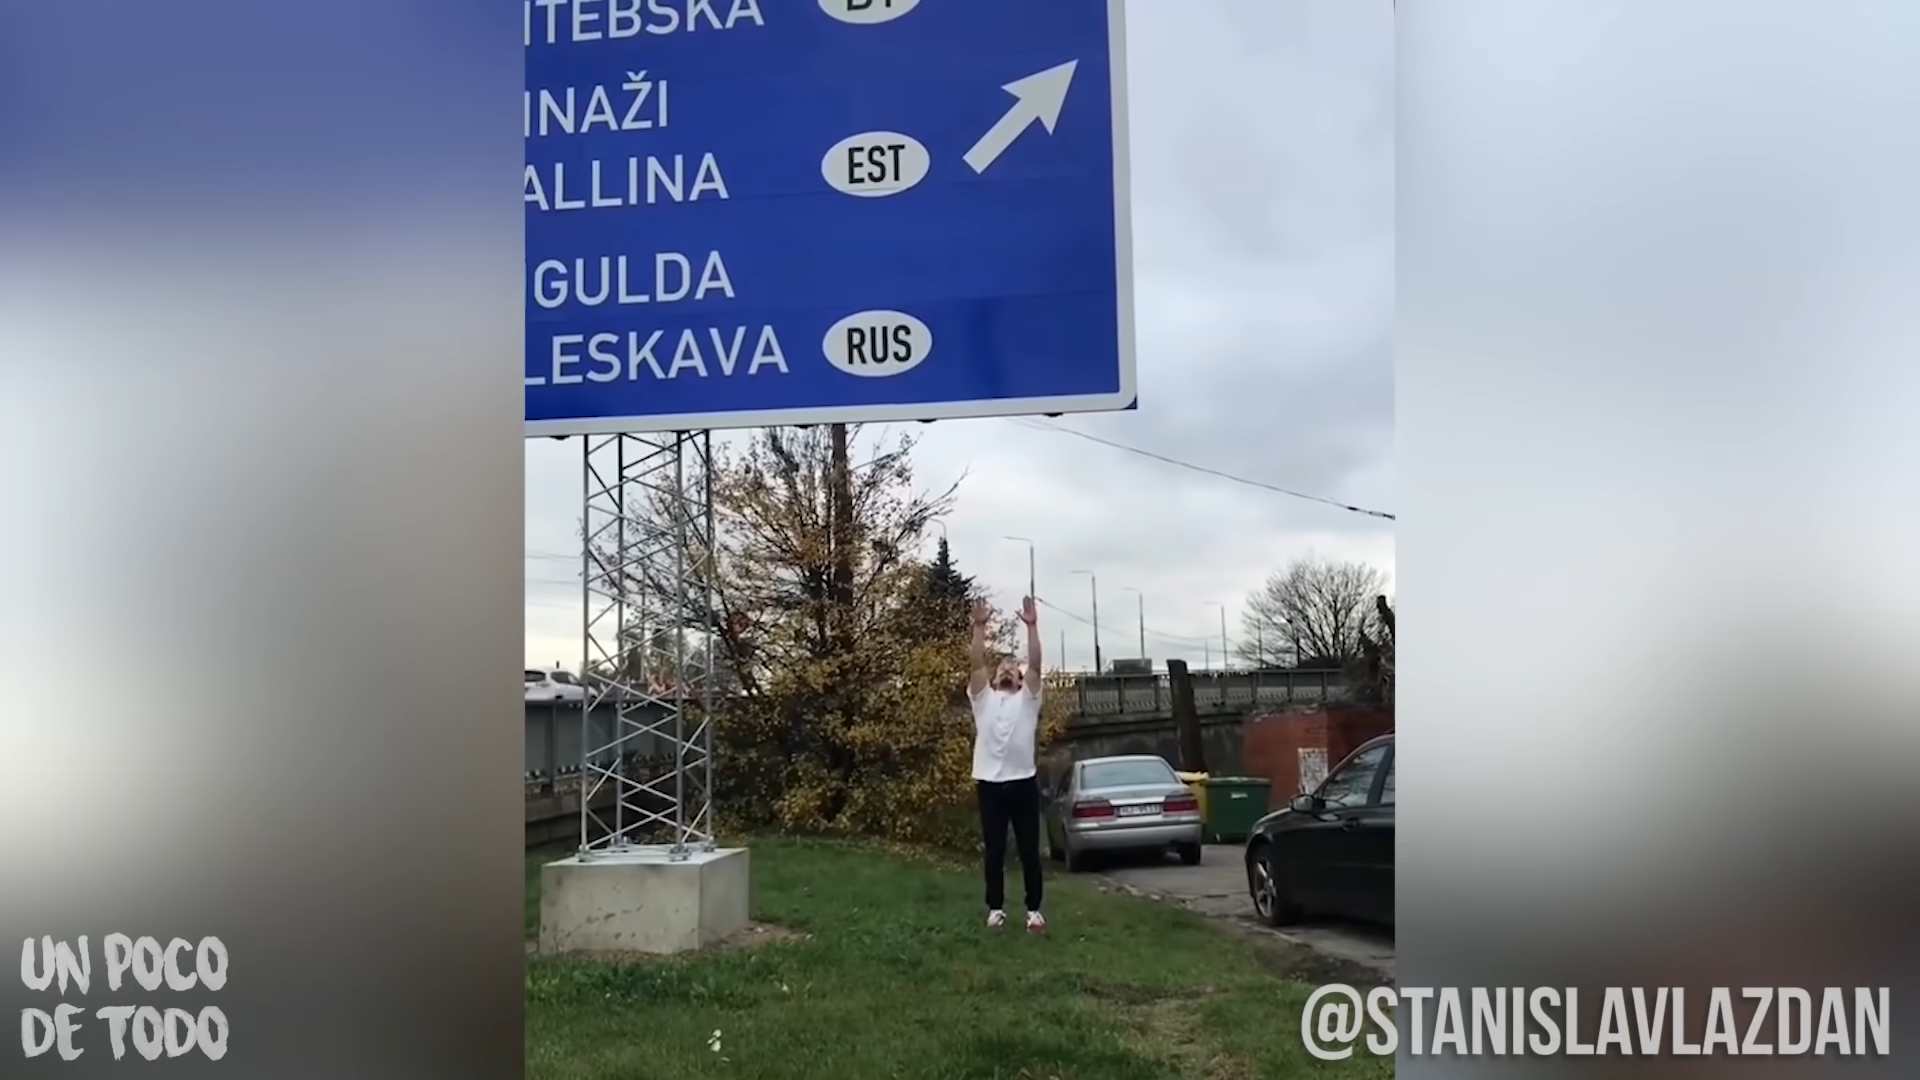 ITEBSKA
INAŽI
ALLINA EST
IGULDA
LESKAVA RUS
UN POCO
DE TODO
@STANISLAVLAZDAN